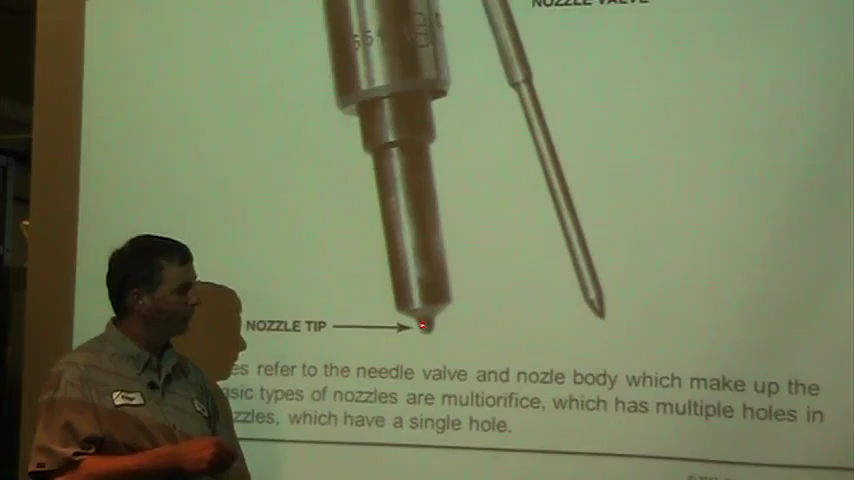 NOZZLE VALVE
NOZZLE TIP
es refer to the needle valve and nozle body which make up the
sic types of nozzles are multiorifice, which has multiple holes in
zzles, which have a single hole.